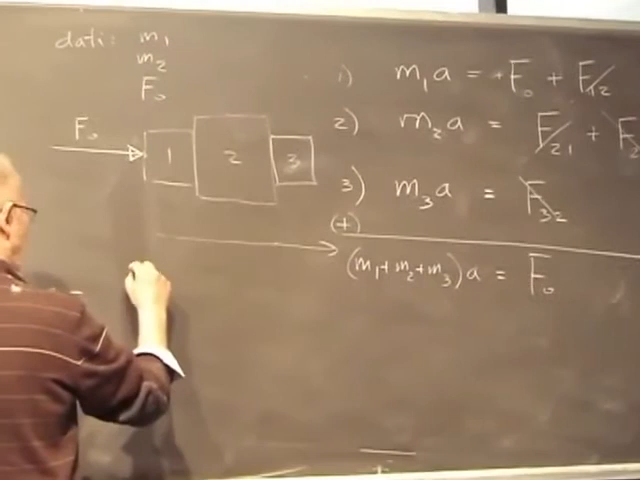 dati: m₁
m₂
F₀
F₀
1 2 3
1) m₁a = +F₀ + F₁₂
2) m₂a = F₂₁ + F₂
3) m₃a = F₃₂
(+)
(m₁+m₂+m₃)a = F₀